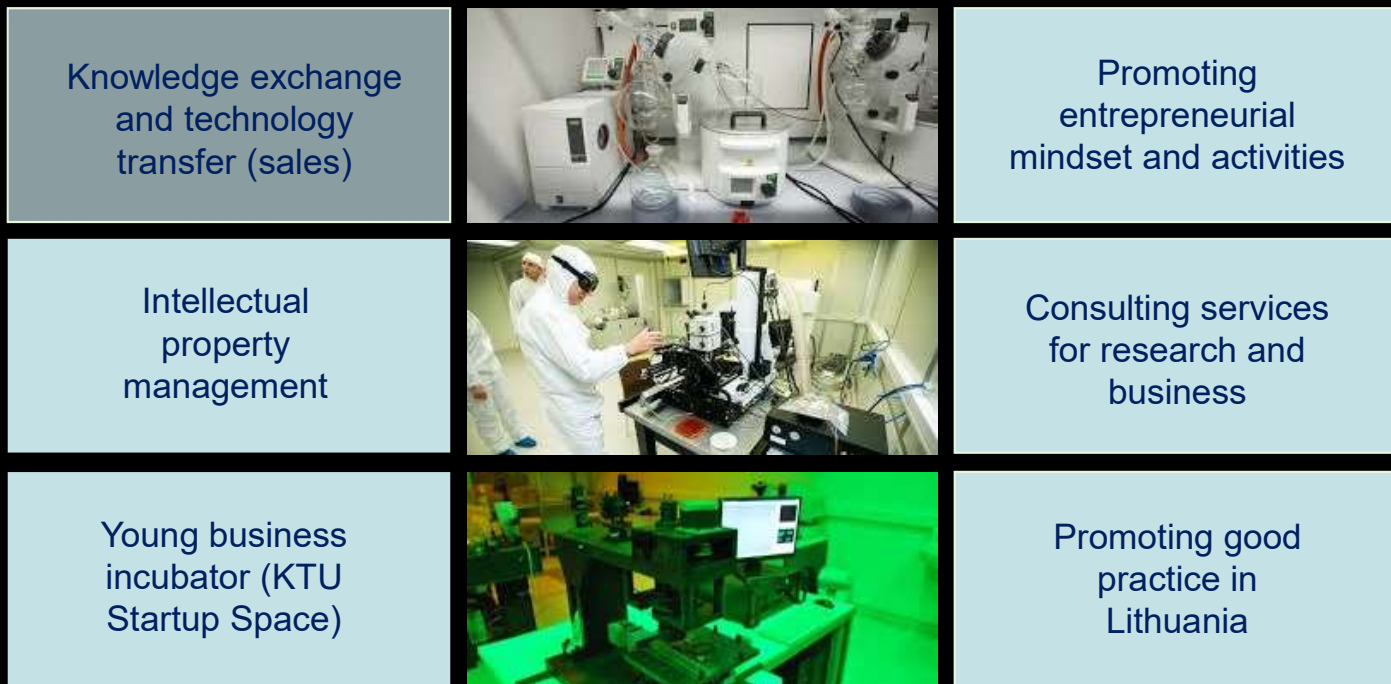 Knowledge exchange
and technology
transfer (sales)
Promoting
entrepreneurial
mindset and activities
Intellectual
property
management
Consulting services
for research and
business
Young business
incubator (KTU
Startup Space)
Promoting good
practice in
Lithuania